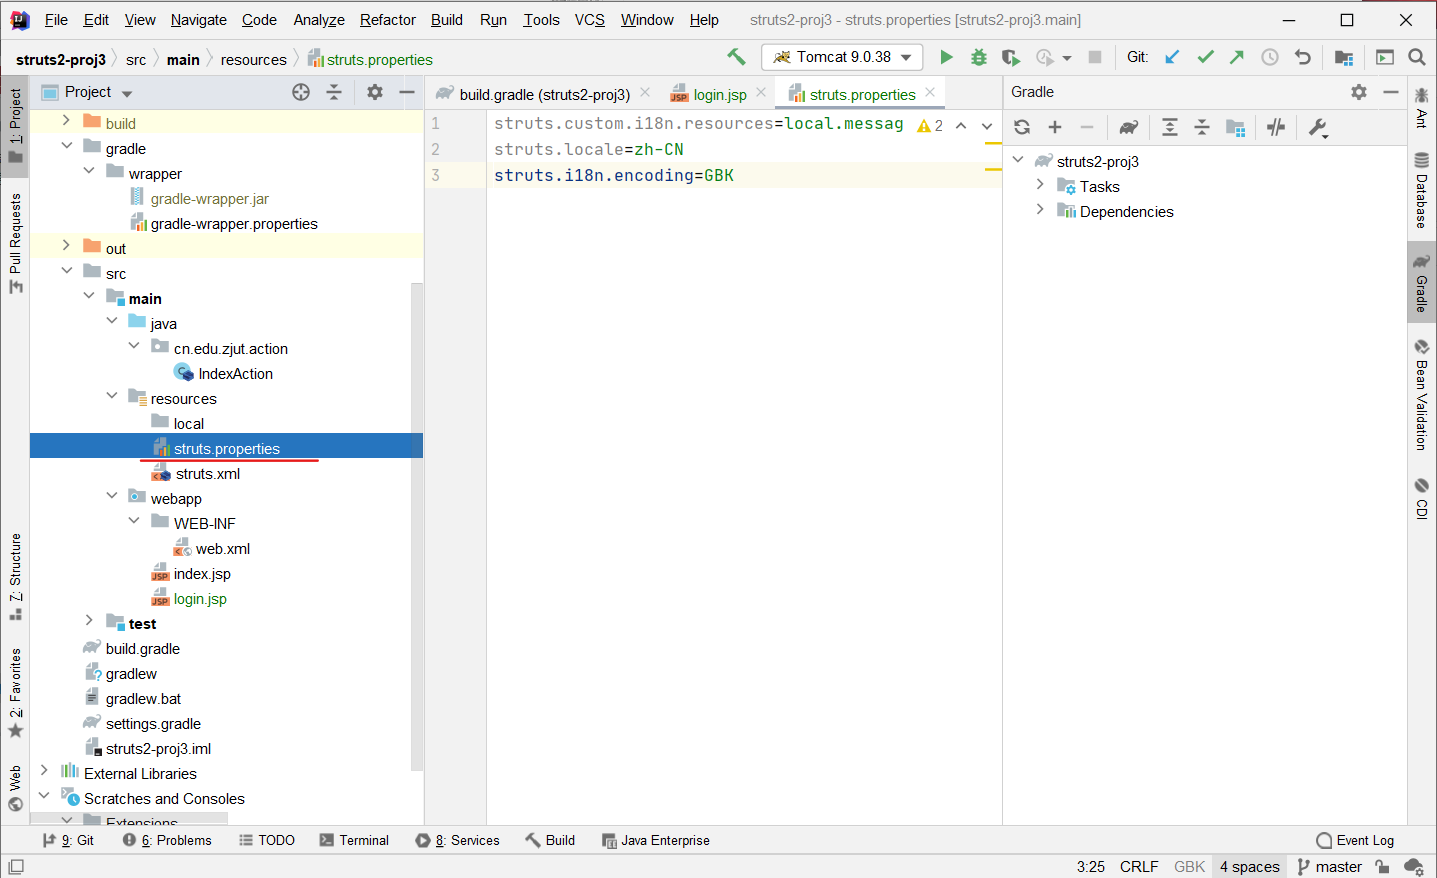 File Edit View Navigate Code Analyze Refactor Build Run Tools VCS Window Help struts2-proj3 - struts.properties [struts2-proj3.main]
struts2-proj3 src main resources struts.properties Tomcat 9.0.38 Git:
1: Project
Pull Requests
7: Structure
2: Favorites
Web
Project
build
gradle
wrapper
gradle-wrapper.jar
gradle-wrapper.properties
out
src
main
java
cn.edu.zjut.action
IndexAction
resources
local
struts.properties
struts.xml
webapp
WEB-INF
web.xml
index.jsp
login.jsp
test
build.gradle
gradlew
gradlew.bat
settings.gradle
struts2-proj3.iml
External Libraries
Scratches and Consoles
Extensions
build.gradle (struts2-proj3) login.jsp struts.properties
1 struts.custom.i18n.resources=local.messag 2
2 struts.locale=zh-CN
3 struts.i18n.encoding=GBK
Gradle
struts2-proj3
Tasks
Dependencies
Ant
Database
Gradle
Bean Validation
CDI
9: Git 6: Problems TODO Terminal 8: Services Build Java Enterprise Event Log
3:25 CRLF GBK 4 spaces master